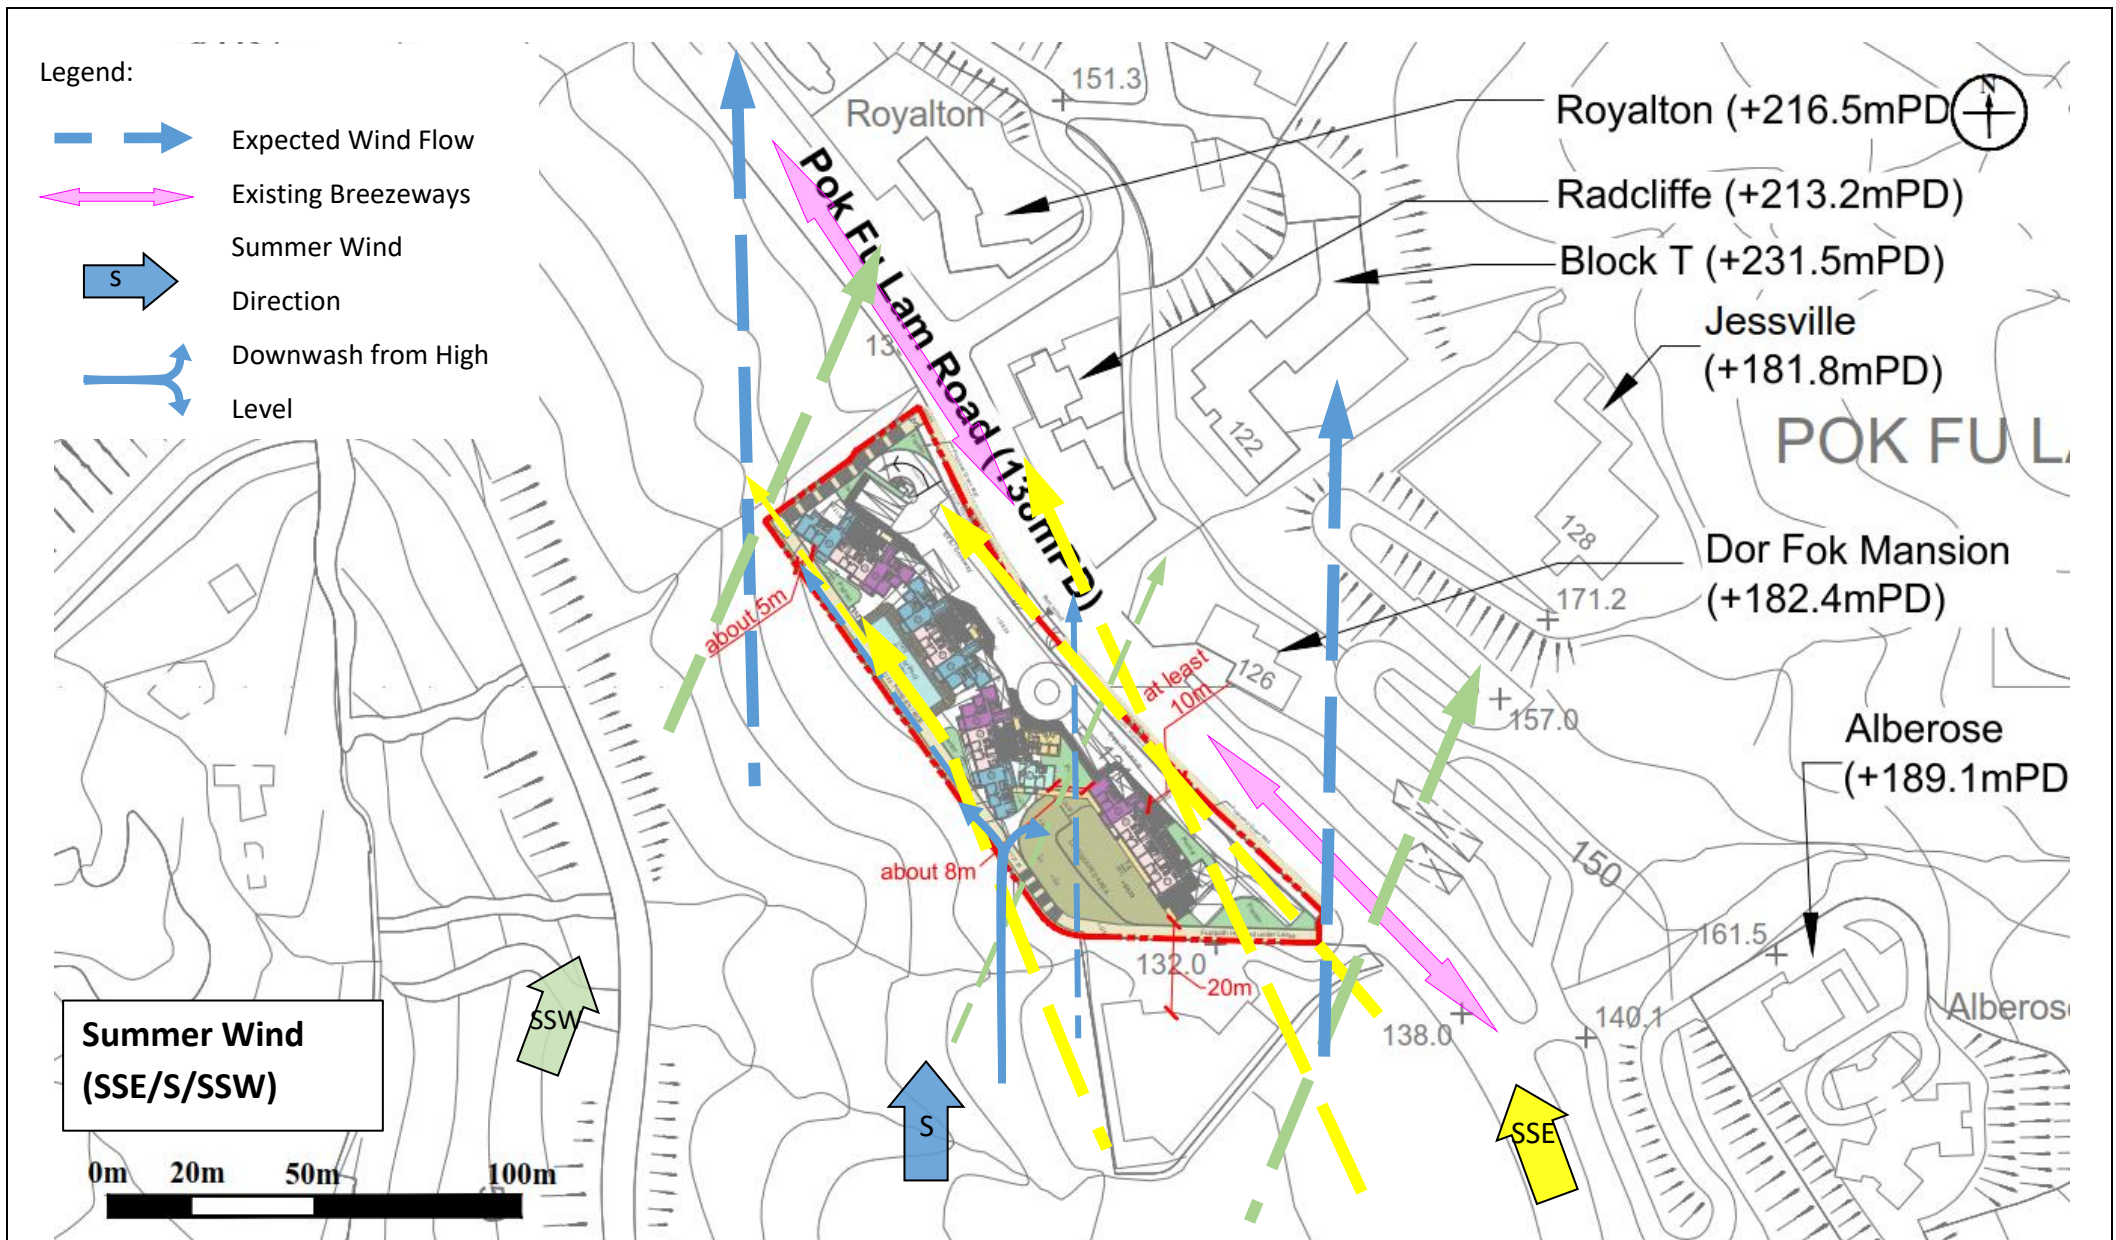 Legend:
Expected Wind Flow
Existing Breezeways
S
Summer Wind
Direction
Downwash from High
Level
151.3
Royalton
N
Royalton (+216.5mPD
Radcliffe (+213.2mPD)
Block T (+231.5mPD)
Jessville
(+181.8mPD)
POK FU L
Pok Fu Lam Road (138mPD)
13
122
128
Dor Fok Mansion
(+182.4mPD)
171.2
about 5m
126
at least
10m
157.0
Alberose
(+189.1mPD
about 8m
150
161.5
132.0
20m
138.0
140.1
Alberos
SSW
S
SSE
Summer Wind
(SSE/S/SSW)
0m 20m 50m 100m